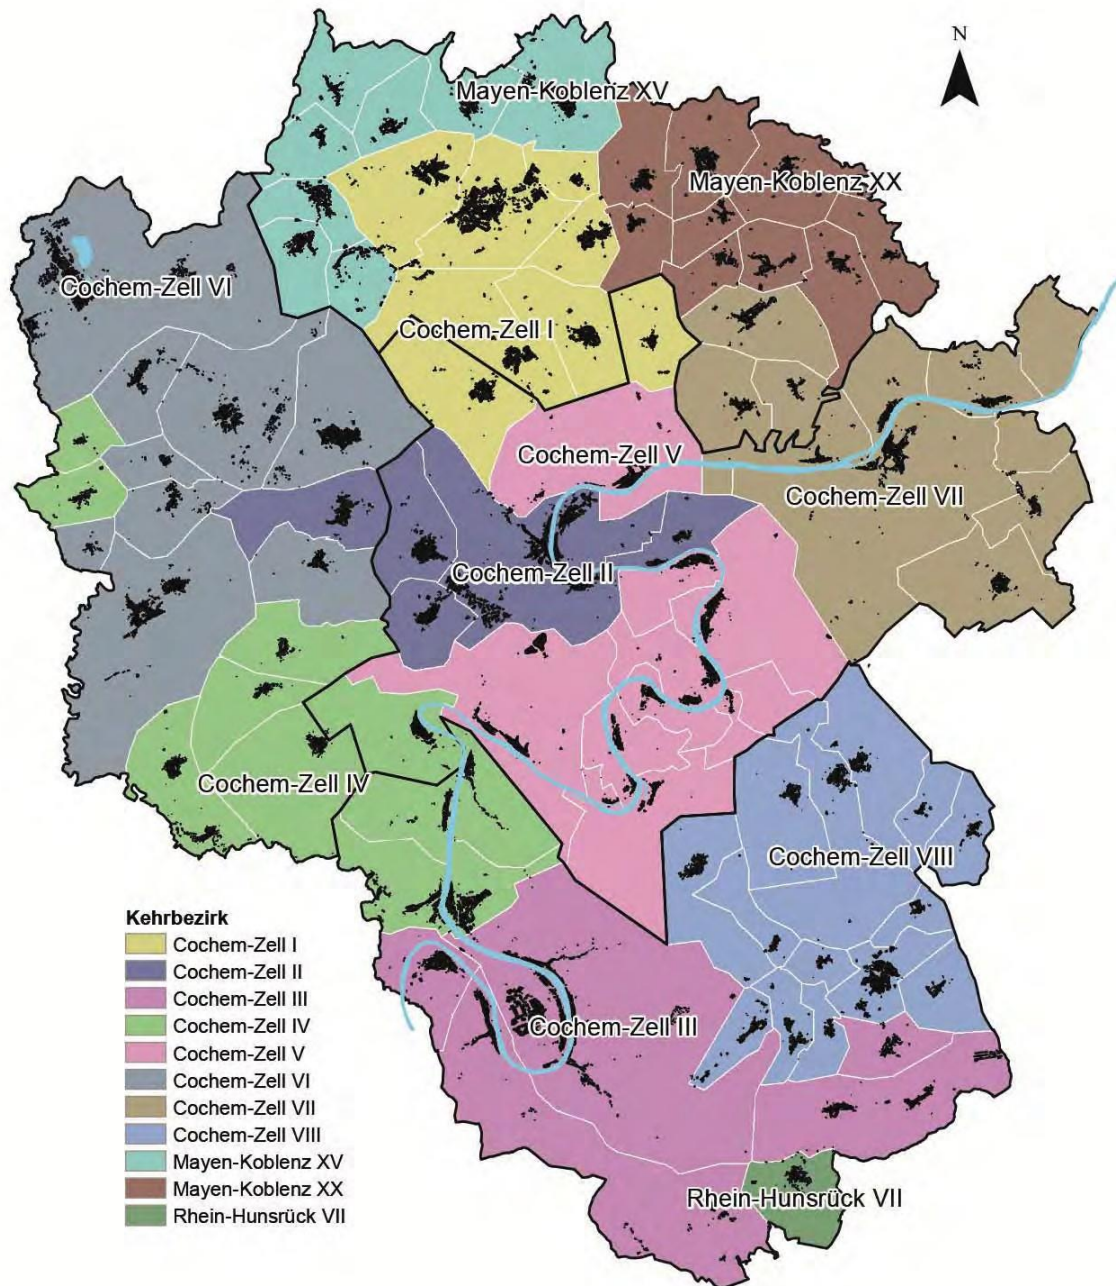 N
Mayen-Koblenz XV
Mayen-Koblenz XX
Cochem-Zell VI
Cochem-Zell I
Cochem-Zell V
Cochem-Zell VII
Cochem-Zell II
Cochem-Zell IV
Cochem-Zell VIII
Cochem-Zell III
Rhein-Hunsrück VII
Kehrbezirk
Cochem-Zell I
Cochem-Zell II
Cochem-Zell III
Cochem-Zell IV
Cochem-Zell V
Cochem-Zell VI
Cochem-Zell VII
Cochem-Zell VIII
Mayen-Koblenz XV
Mayen-Koblenz XX
Rhein-Hunsrück VII